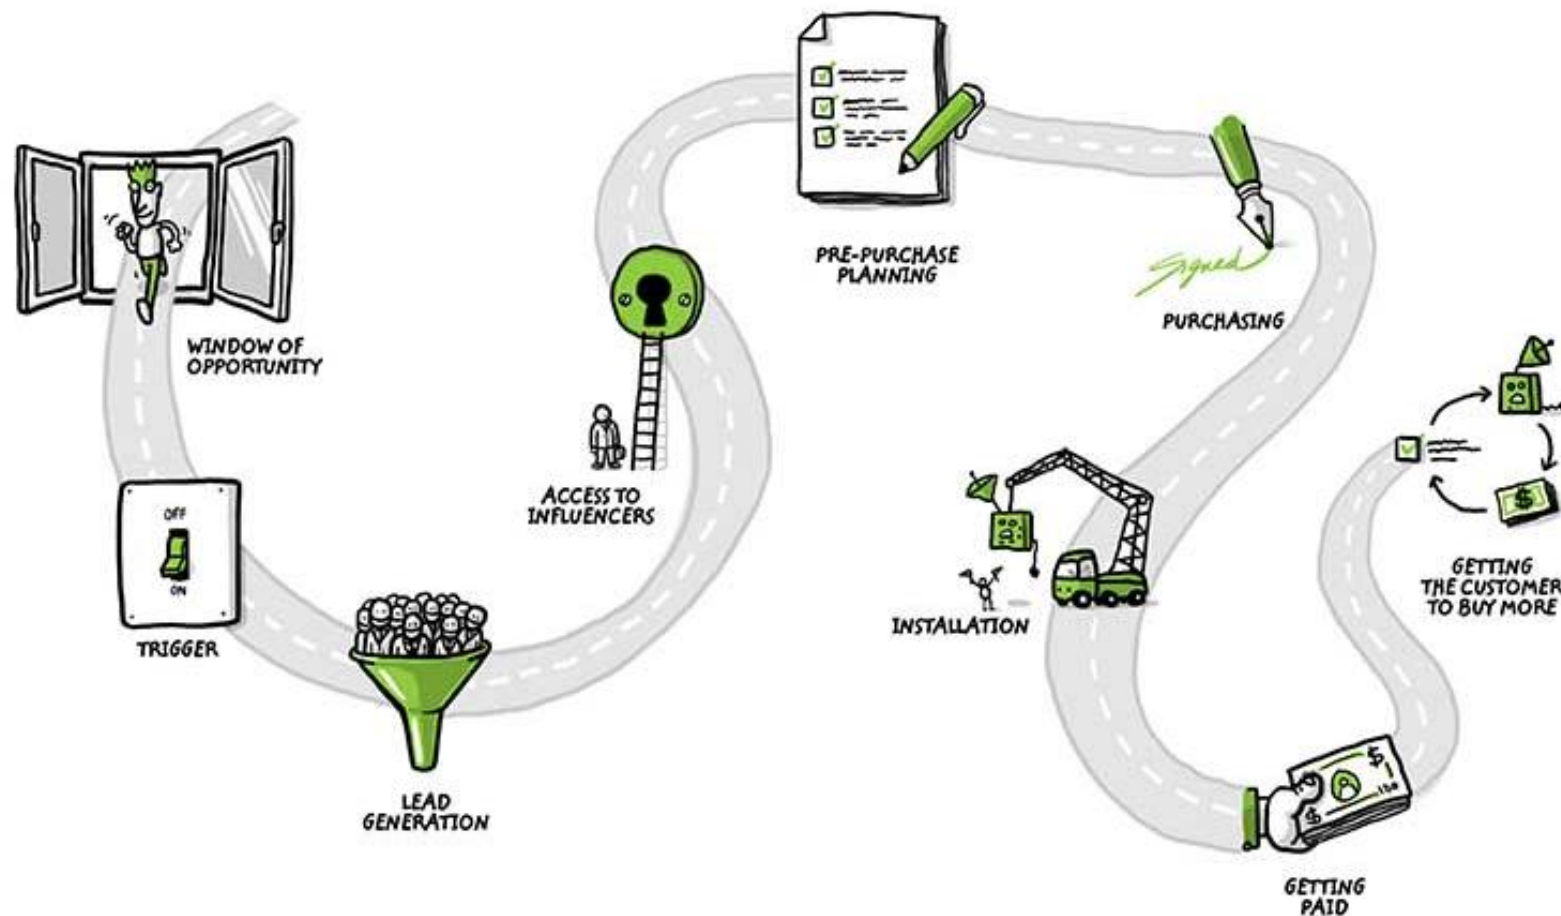 WINDOW OF
OPPORTUNITY
OFF
ON
TRIGGER
LEAD
GENERATION
ACCESS TO
INFLUENCERS
PRE-PURCHASE
PLANNING
Signed
PURCHASING
INSTALLATION
$
$
GETTING
PAID
$
GETTING
THE CUSTOMER
TO BUY MORE